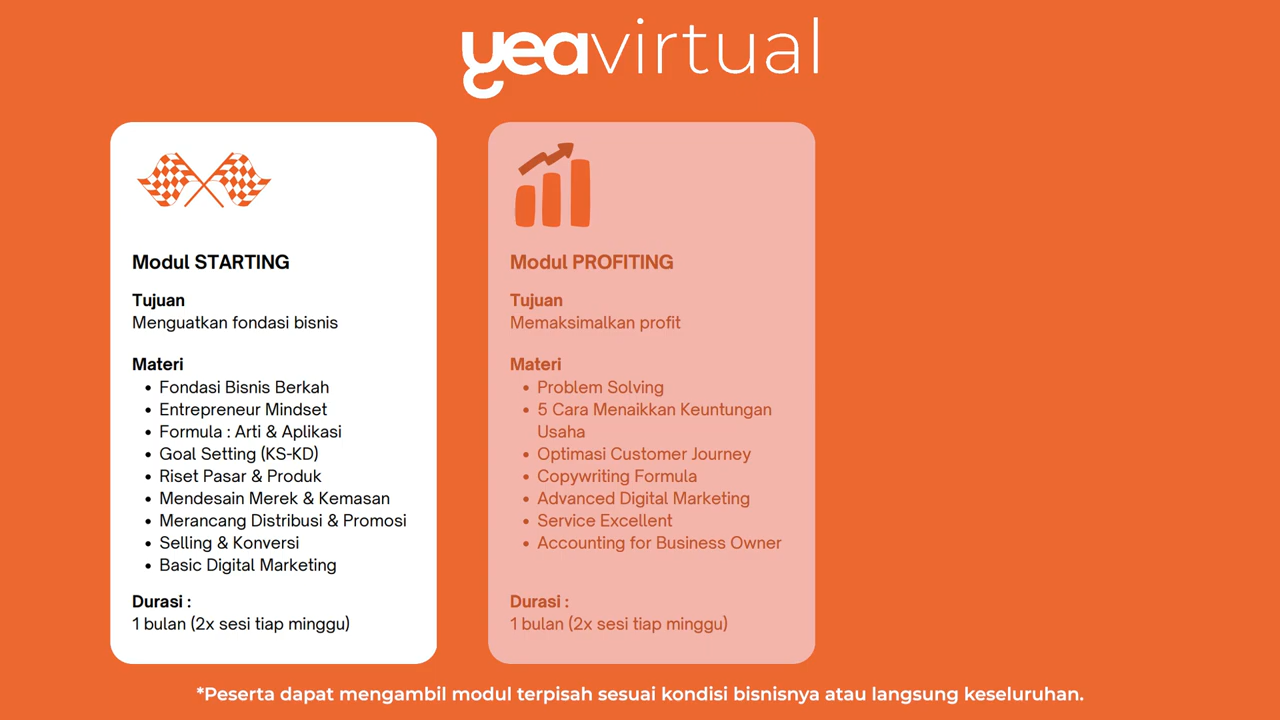 yeavirtual
Modul STARTING
Tujuan
Menguatkan fondasi bisnis
Materi
• Fondasi Bisnis Berkah
• Entrepreneur Mindset
• Formula : Arti & Aplikasi
• Goal Setting (KS-KD)
• Riset Pasar & Produk
• Mendesain Merek & Kemasan
• Merancang Distribusi & Promosi
• Selling & Konversi
• Basic Digital Marketing
Durasi :
1 bulan (2x sesi tiap minggu)
Modul PROFITING
Tujuan
Memaksimalkan profit
Materi
• Problem Solving
• 5 Cara Menaikkan Keuntungan
Usaha
• Optimasi Customer Journey
• Copywriting Formula
• Advanced Digital Marketing
• Service Excellent
• Accounting for Business Owner
Durasi :
1 bulan (2x sesi tiap minggu)
*Peserta dapat mengambil modul terpisah sesuai kondisi bisnisnya atau langsung keseluruhan.